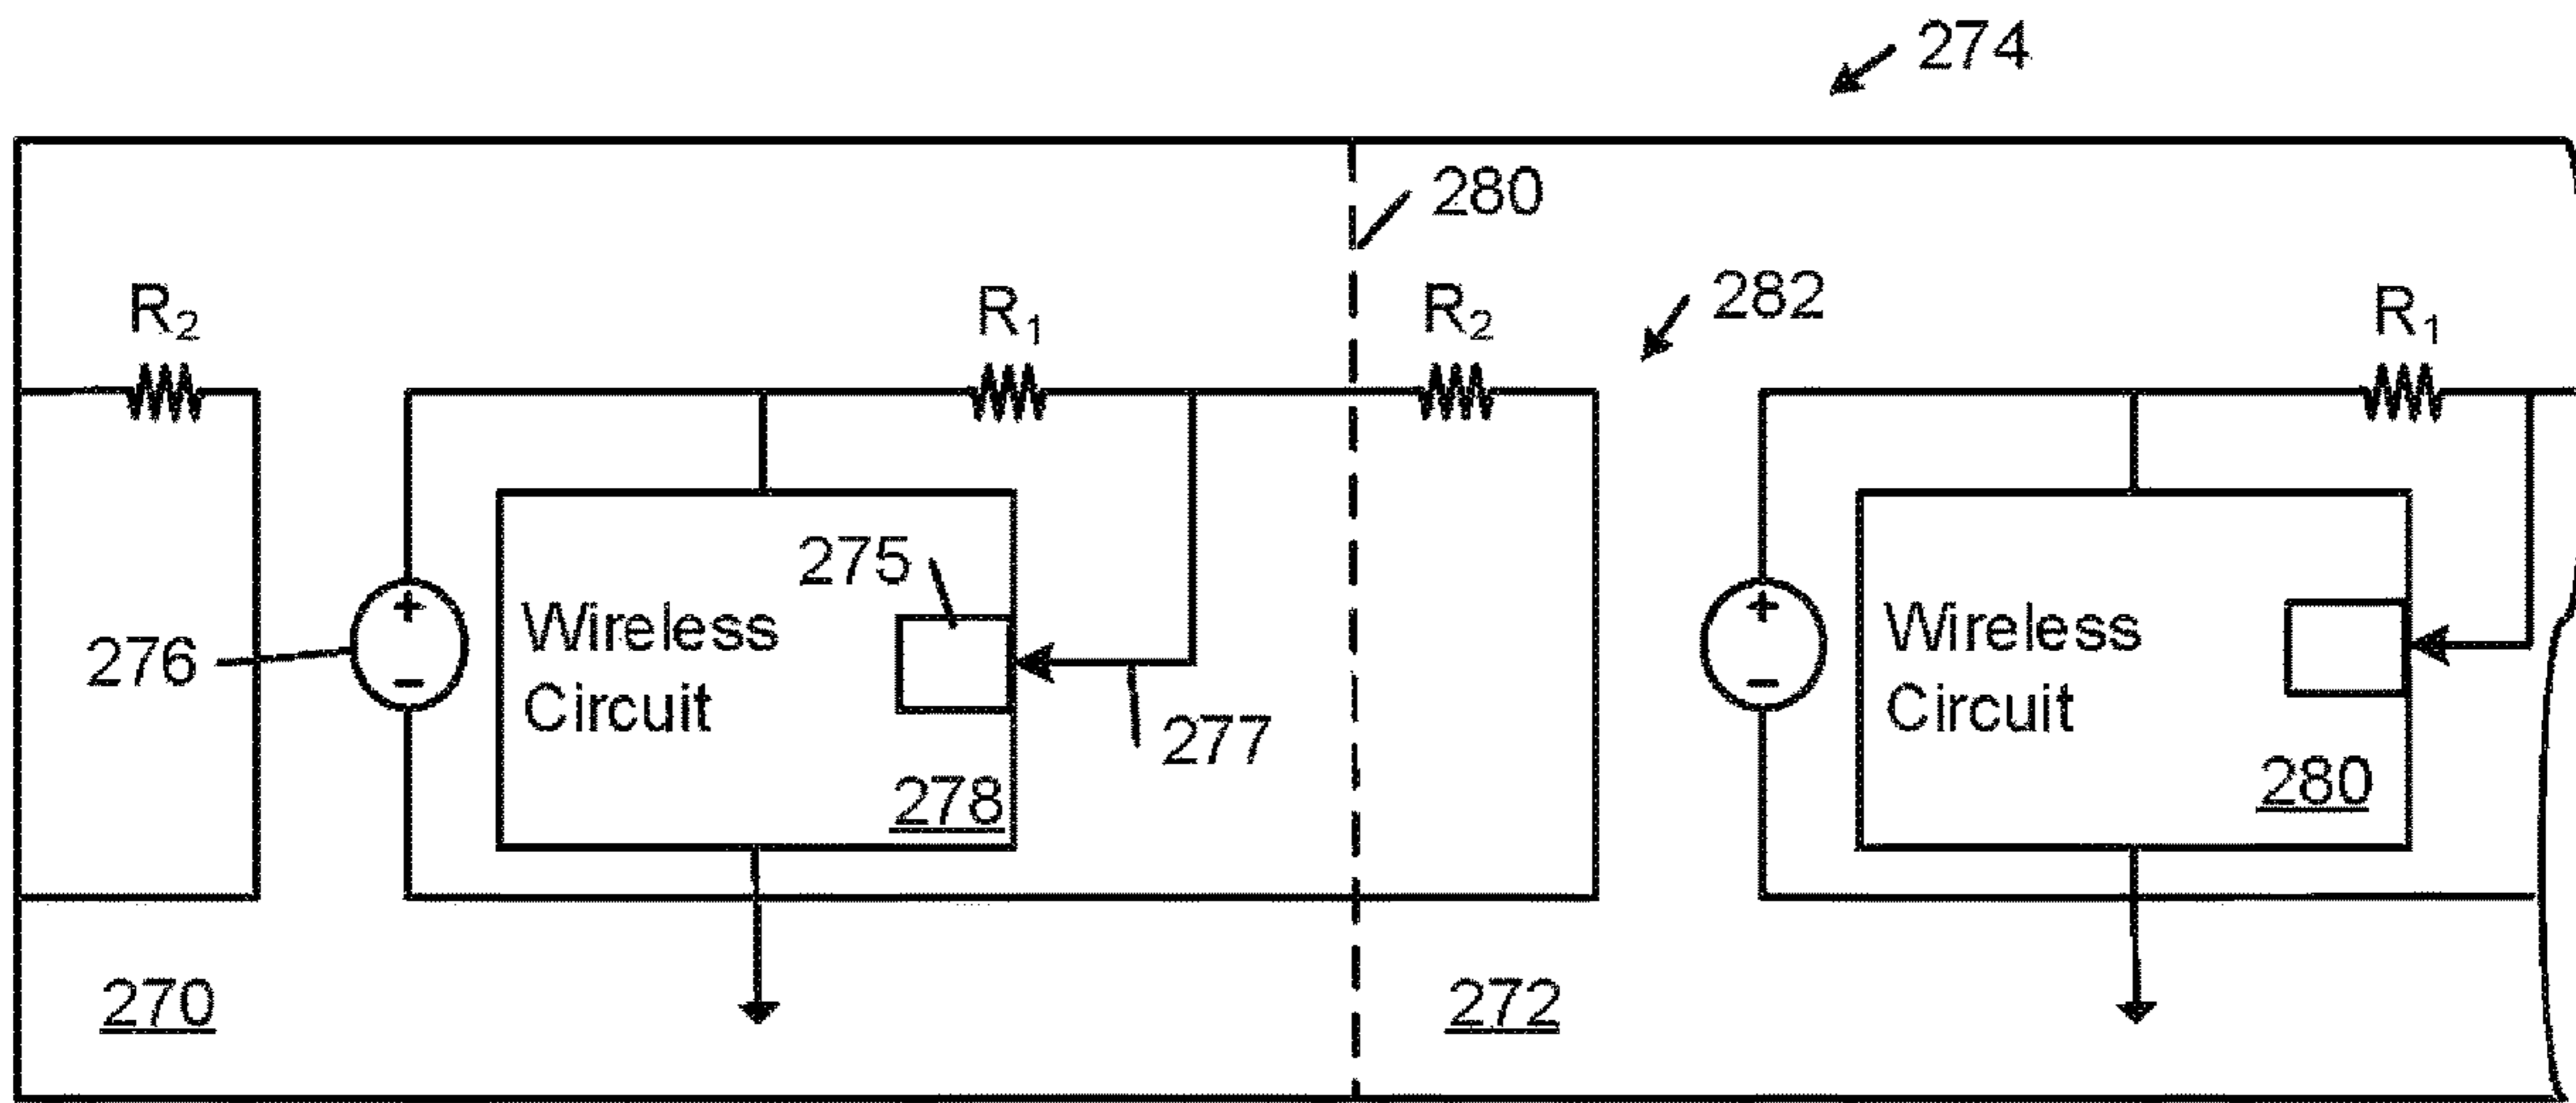 274
280
282
R2
R1
R2
R1
+
+
275
Wireless
Circuit
Wireless
Circuit
276
-
-
277
278
280
270
272